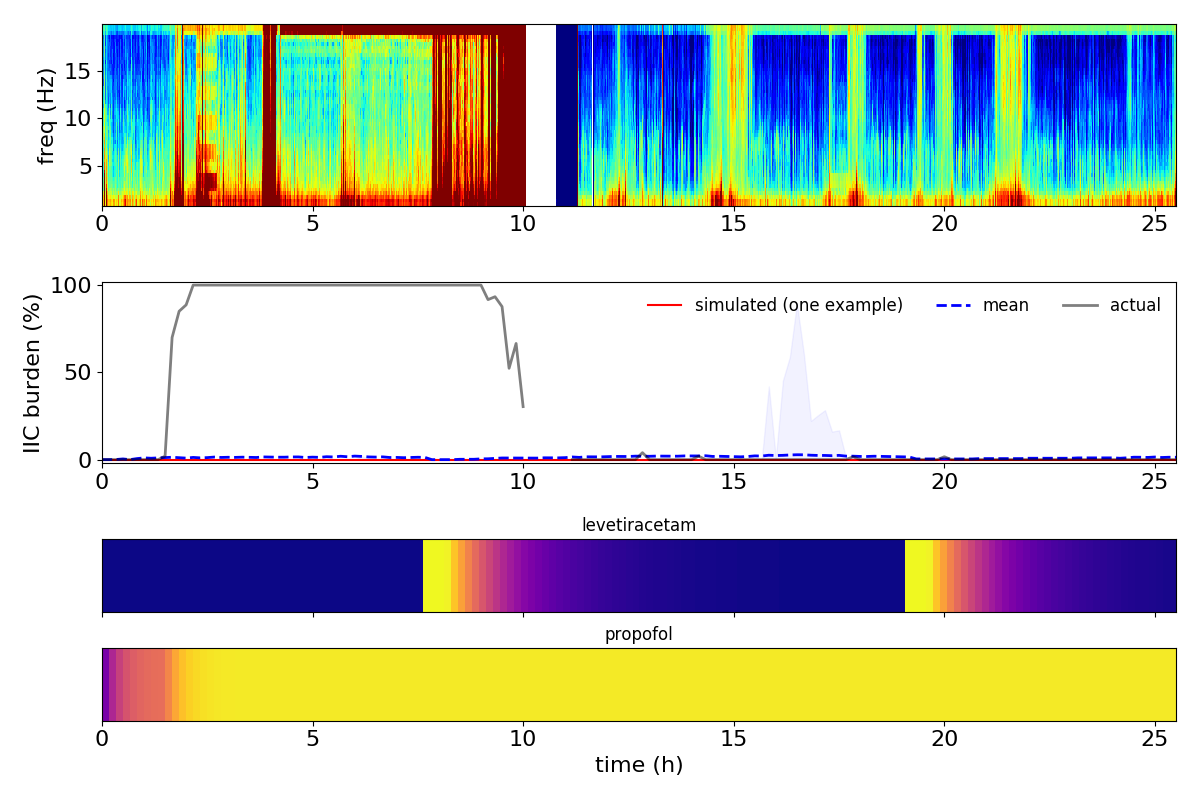 freq (Hz)
15
10
5
0 5 10 15 20 25
IIC burden (%)
100
50
0
simulated (one example) mean actual
0 5 10 15 20 25
levetiracetam
propofol
0 5 10 15 20 25
time (h)